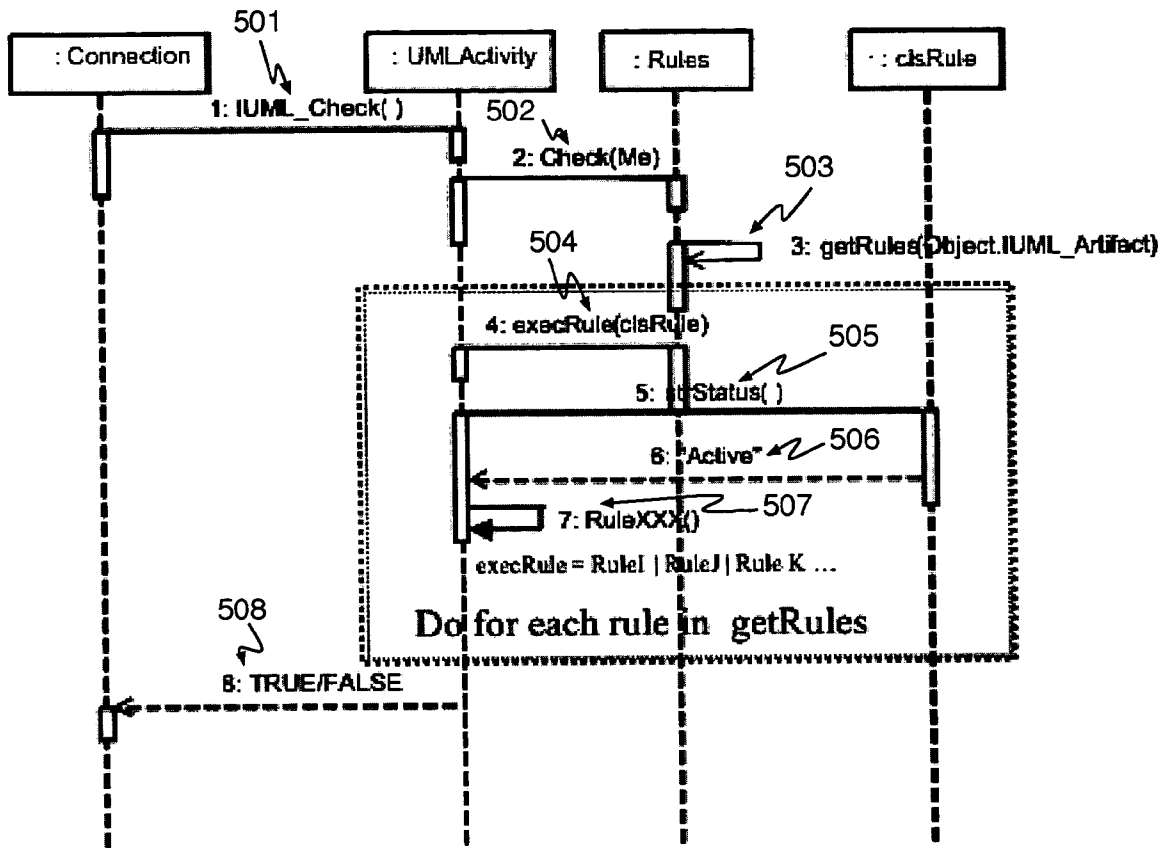 501
: Connection
: UMLActivity
: Rules
: clsRule
1: IUML_Check( )
502
2: Check(Me)
503
3: getRules(Object.IUML_Artifact)
504
4: execRule(clsRule)
505
5: strStatus( )
506
6: "Active"
507
7: RuleXXX()
execRule = RuleI | RuleJ | Rule K ...
Do for each rule in getRules
508
8: TRUE/FALSE